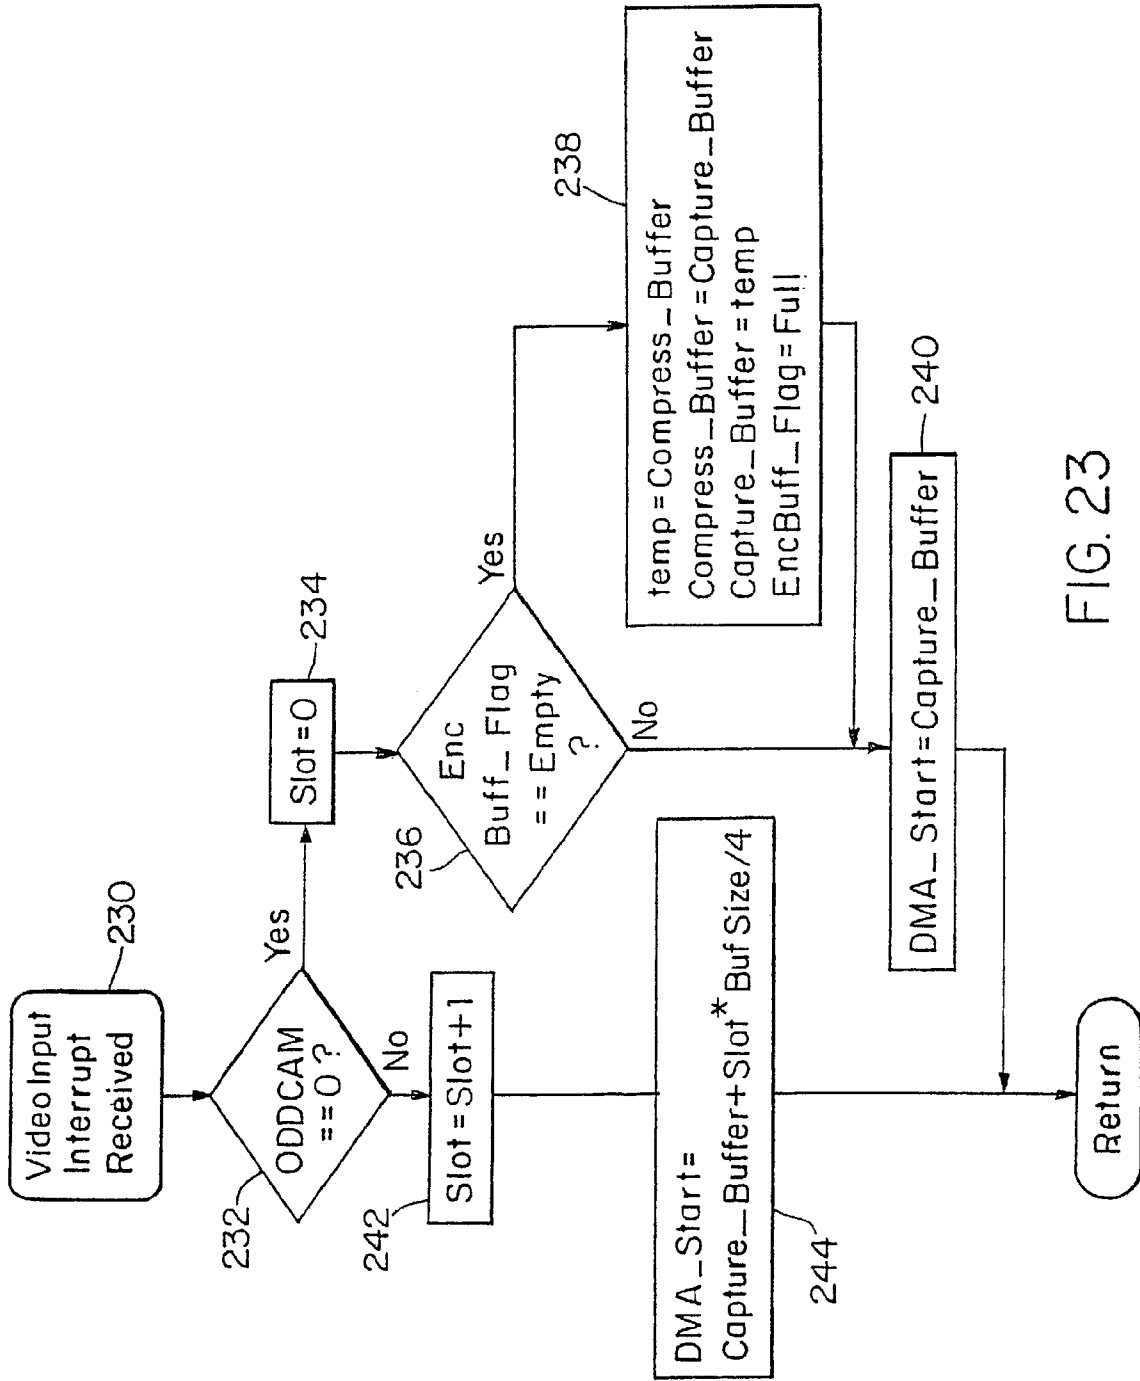 Video Input
Interrupt
Received
230
ODDCAM
==0?
232
Yes
No
Slot=0
234
Enc
Buff_Flag
==Empty
?
236
Yes
No
temp=Compress_Buffer
Compress_Buffer=Capture_Buffer
Capture_Buffer=temp
EncBuff_Flag=Full
238
DMA_Start=Capture_Buffer
240
Slot=Slot+1
242
DMA_Start=
Capture_Buffer+Slot*BufSize/4
244
Return
FIG. 23